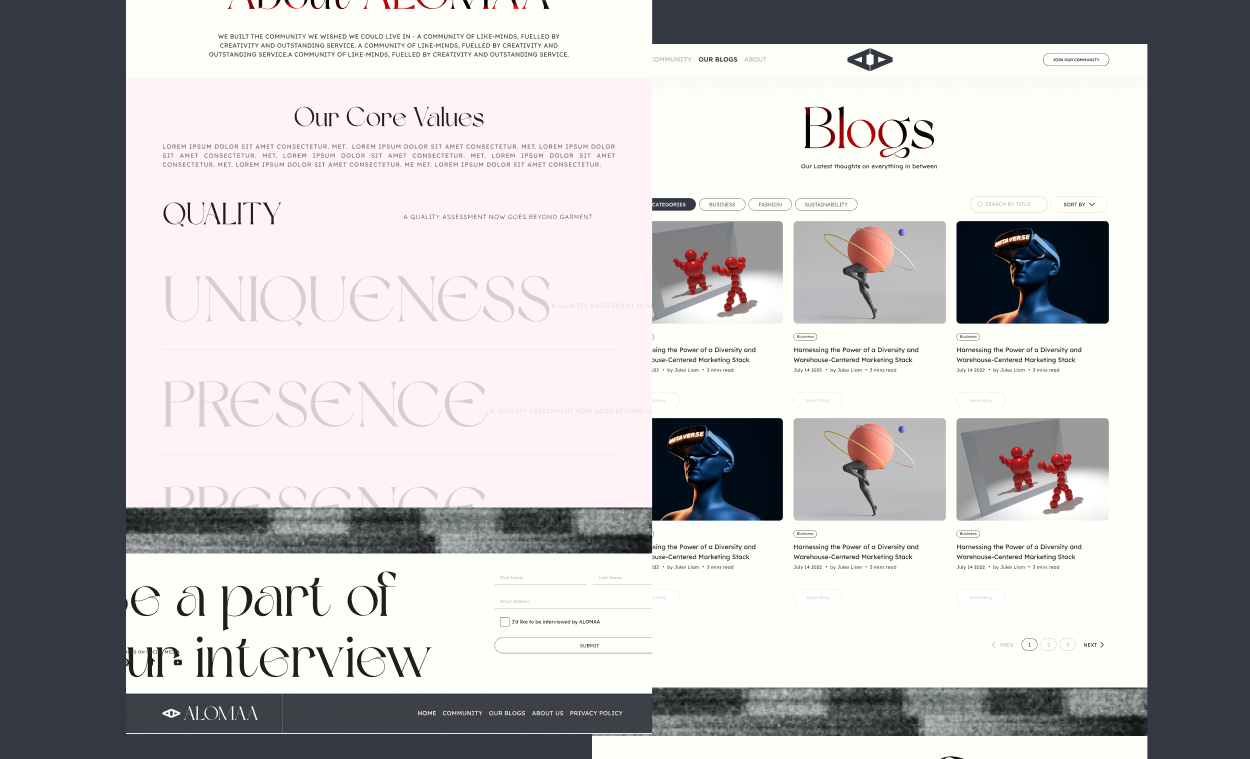 About ALOMAA
WE BUILT THE COMMUNITY WE WISHED WE COULD LIVE IN - A COMMUNITY OF LIKE-MINDS, FUELLED BY
CREATIVITY AND OUTSTANDING SERVICE. A COMMUNITY OF LIKE-MINDS, FUELLED BY CREATIVITY AND
OUTSTANDING SERVICE.A COMMUNITY OF LIKE-MINDS, FUELLED BY CREATIVITY AND OUTSTANDING SERVICE.
Our Core Values
LOREM IPSUM DOLOR SIT AMET CONSECTETUR. MET. LOREM IPSUM DOLOR SIT AMET CONSECTETUR. MET. LOREM IPSUM DOLOR
SIT AMET CONSECTETUR. MET. LOREM IPSUM DOLOR SIT AMET CONSECTETUR. MET. LOREM IPSUM DOLOR SIT AMET
CONSECTETUR. MET. LOREM IPSUM DOLOR SIT AMET CONSECTETUR. ME MET. LOREM IPSUM DOLOR SIT AMET CONSECTETUR.
QUALITY
A QUALITY ASSESSMENT NOW GOES BEYOND GARMENT
UNIQUENESS
A QUALITY ASSESSMENT NOW
PRESENCE
A QUALITY ASSESSMENT NOW GOES BEYOND G
PRESENCE
be a part of
our interview
First Name
Last Name
Email Address
I'd like to be interviewed by ALOMAA
SUBMIT
US ON SOCIAL MEDIA
ALOMAA
HOME COMMUNITY OUR BLOGS ABOUT US PRIVACY POLICY
COMMUNITY OUR BLOGS ABOUT
JOIN OUR COMMUNITY
Blogs
Our Latest thoughts on everything in between
CATEGORIES BUSINESS FASHION SUSTAINABILITY
SEARCH BY TITLE
SORT BY
METAVERSE
ssing the Power of a Diversity and
ouse-Centered Marketing Stack
022 • by Jules Liam • 3 mins read
Business
Harnessing the Power of a Diversity and
Warehouse-Centered Marketing Stack
July 14 2022 • by Jules Liam • 3 mins read
Read Blog
Business
Harnessing the Power of a Diversity and
Warehouse-Centered Marketing Stack
July 14 2022 • by Jules Liam • 3 mins read
Read Blog
METAVERSE
ssing the Power of a Diversity and
ouse-Centered Marketing Stack
022 • by Jules Liam • 3 mins read
Business
Harnessing the Power of a Diversity and
Warehouse-Centered Marketing Stack
July 14 2022 • by Jules Liam • 3 mins read
Read Blog
Business
Harnessing the Power of a Diversity and
Warehouse-Centered Marketing Stack
July 14 2022 • by Jules Liam • 3 mins read
Read Blog
PREV 1 2 3 NEXT